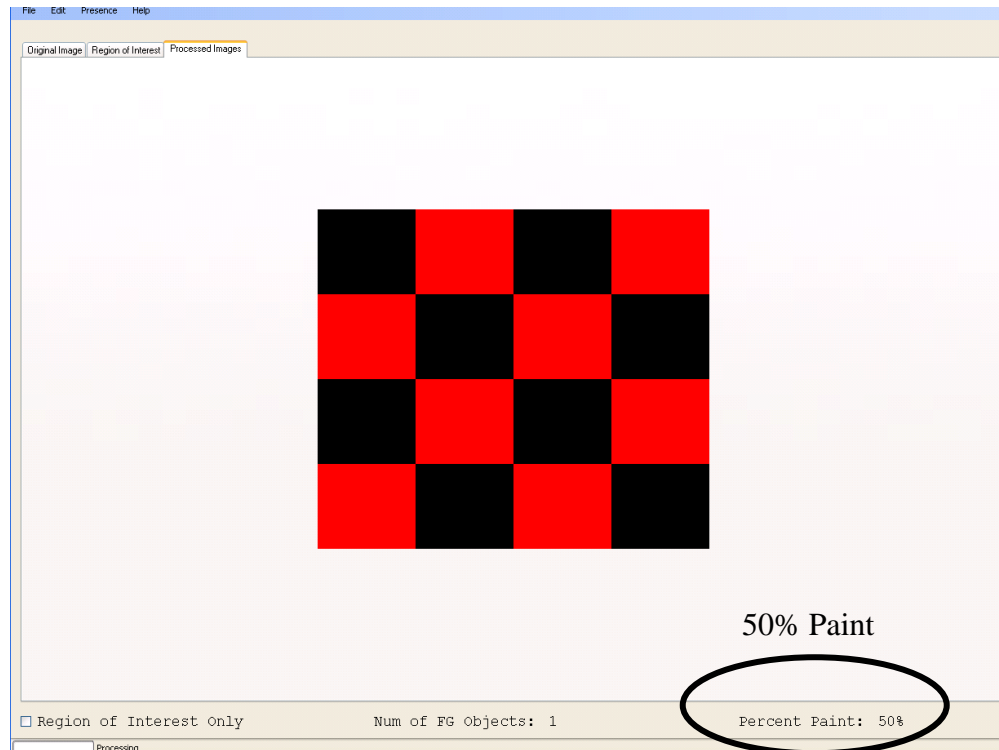 File Edit Presence Help
Original Image Region of Interest Processed Images
50% Paint
Region of Interest Only Num of FG Objects: 1 Percent Paint: 50%
Processing